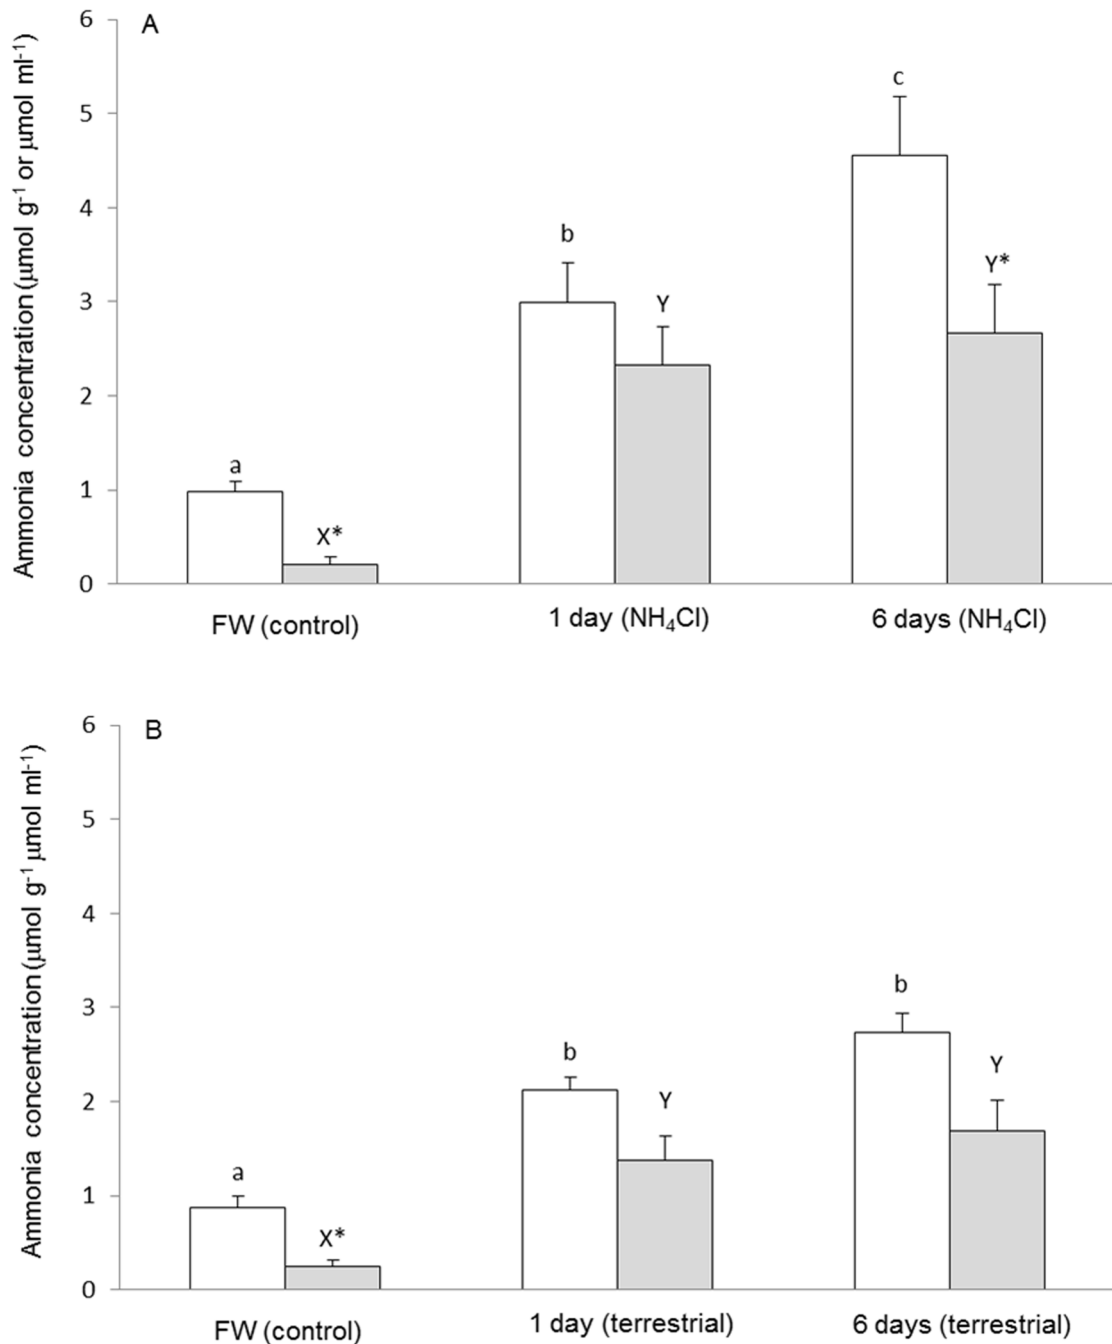 A
Ammonia concentration (µmol g⁻¹ or µmol ml⁻¹)
6
5
4
3
2
1
0
a
X*
b
Y
c
Y*
FW (control)
1 day (NH₄Cl)
6 days (NH₄Cl)
B
Ammonia concentration (µmol g⁻¹ µmol ml⁻¹)
6
5
4
3
2
1
0
a
X*
b
Y
b
Y
FW (control)
1 day (terrestrial)
6 days (terrestrial)